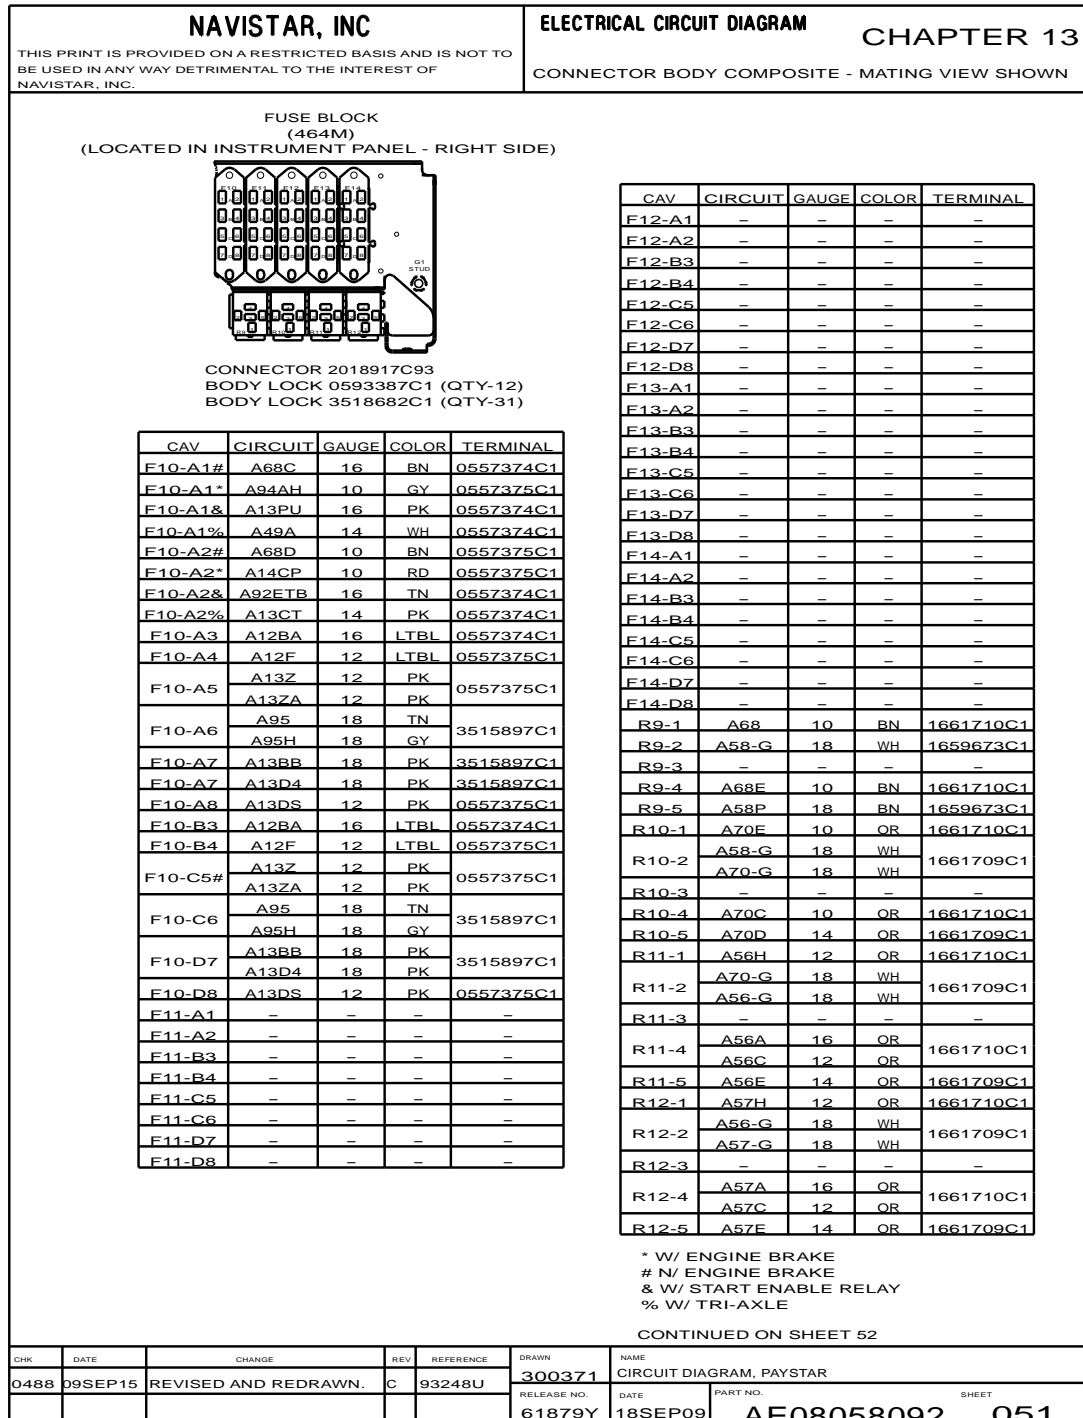 NAVISTAR, INC
THIS PRINT IS PROVIDED ON A RESTRICTED BASIS AND IS NOT TO
BE USED IN ANY WAY DETRIMENTAL TO THE INTEREST OF
NAVISTAR, INC.
ELECTRICAL CIRCUIT DIAGRAM
CHAPTER 13
CONNECTOR BODY COMPOSITE - MATING VIEW SHOWN
FUSE BLOCK
(464M)
(LOCATED IN INSTRUMENT PANEL - RIGHT SIDE)
F10 F11 F12 F13 F14
G1
STUD
R9 R10 R11 R12
CONNECTOR 2018917C93
BODY LOCK 0593387C1 (QTY-12)
BODY LOCK 3518682C1 (QTY-31)
CAV CIRCUIT GAUGE COLOR TERMINAL
F10-A1# A68C 16 BN 0557374C1
F10-A1* A94AH 10 GY 0557375C1
F10-A1& A13PU 16 PK 0557374C1
F10-A1% A49A 14 WH 0557374C1
F10-A2# A68D 10 BN 0557375C1
F10-A2* A14CP 10 RD 0557375C1
F10-A2& A92ETB 16 TN 0557374C1
F10-A2% A13CT 14 PK 0557374C1
F10-A3 A12BA 16 LTBL 0557374C1
F10-A4 A12F 12 LTBL 0557375C1
F10-A5 A13Z 12 PK 0557375C1
A13ZA 12 PK
F10-A6 A95 18 TN 3515897C1
A95H 18 GY
F10-A7 A13BB 18 PK 3515897C1
F10-A7 A13D4 18 PK 3515897C1
F10-A8 A13DS 12 PK 0557375C1
F10-B3 A12BA 16 LTBL 0557374C1
F10-B4 A12F 12 LTBL 0557375C1
F10-C5# A13Z 12 PK 0557375C1
A13ZA 12 PK
F10-C6 A95 18 TN 3515897C1
A95H 18 GY
F10-D7 A13BB 18 PK 3515897C1
A13D4 18 PK
F10-D8 A13DS 12 PK 0557375C1
F11-A1 – – – –
F11-A2 – – – –
F11-B3 – – – –
F11-B4 – – – –
F11-C5 – – – –
F11-C6 – – – –
F11-D7 – – – –
F11-D8 – – – –
CAV CIRCUIT GAUGE COLOR TERMINAL
F12-A1 – – – –
F12-A2 – – – –
F12-B3 – – – –
F12-B4 – – – –
F12-C5 – – – –
F12-C6 – – – –
F12-D7 – – – –
F12-D8 – – – –
F13-A1 – – – –
F13-A2 – – – –
F13-B3 – – – –
F13-B4 – – – –
F13-C5 – – – –
F13-C6 – – – –
F13-D7 – – – –
F13-D8 – – – –
F14-A1 – – – –
F14-A2 – – – –
F14-B3 – – – –
F14-B4 – – – –
F14-C5 – – – –
F14-C6 – – – –
F14-D7 – – – –
F14-D8 – – – –
R9-1 A68 10 BN 1661710C1
R9-2 A58-G 18 WH 1659673C1
R9-3 – – – –
R9-4 A68E 10 BN 1661710C1
R9-5 A58P 18 BN 1659673C1
R10-1 A70E 10 OR 1661710C1
R10-2 A58-G 18 WH 1661709C1
A70-G 18 WH
R10-3 – – – –
R10-4 A70C 10 OR 1661710C1
R10-5 A70D 14 OR 1661709C1
R11-1 A56H 12 OR 1661710C1
R11-2 A70-G 18 WH 1661709C1
A56-G 18 WH
R11-3 – – – –
R11-4 A56A 16 OR 1661710C1
A56C 12 OR
R11-5 A56E 14 OR 1661709C1
R12-1 A57H 12 OR 1661710C1
R12-2 A56-G 18 WH 1661709C1
A57-G 18 WH
R12-3 – – – –
R12-4 A57A 16 OR 1661710C1
A57C 12 OR
R12-5 A57E 14 OR 1661709C1
* W/ ENGINE BRAKE
# N/ ENGINE BRAKE
& W/ START ENABLE RELAY
% W/ TRI-AXLE
CONTINUED ON SHEET 52
CHK DATE CHANGE REV REFERENCE
0488 09SEP15 REVISED AND REDRAWN. C 93248U
DRAWN
300371
NAME
CIRCUIT DIAGRAM, PAYSTAR
RELEASE NO.
61879Y
DATE
18SEP09
PART NO.
AE08058092
SHEET
051